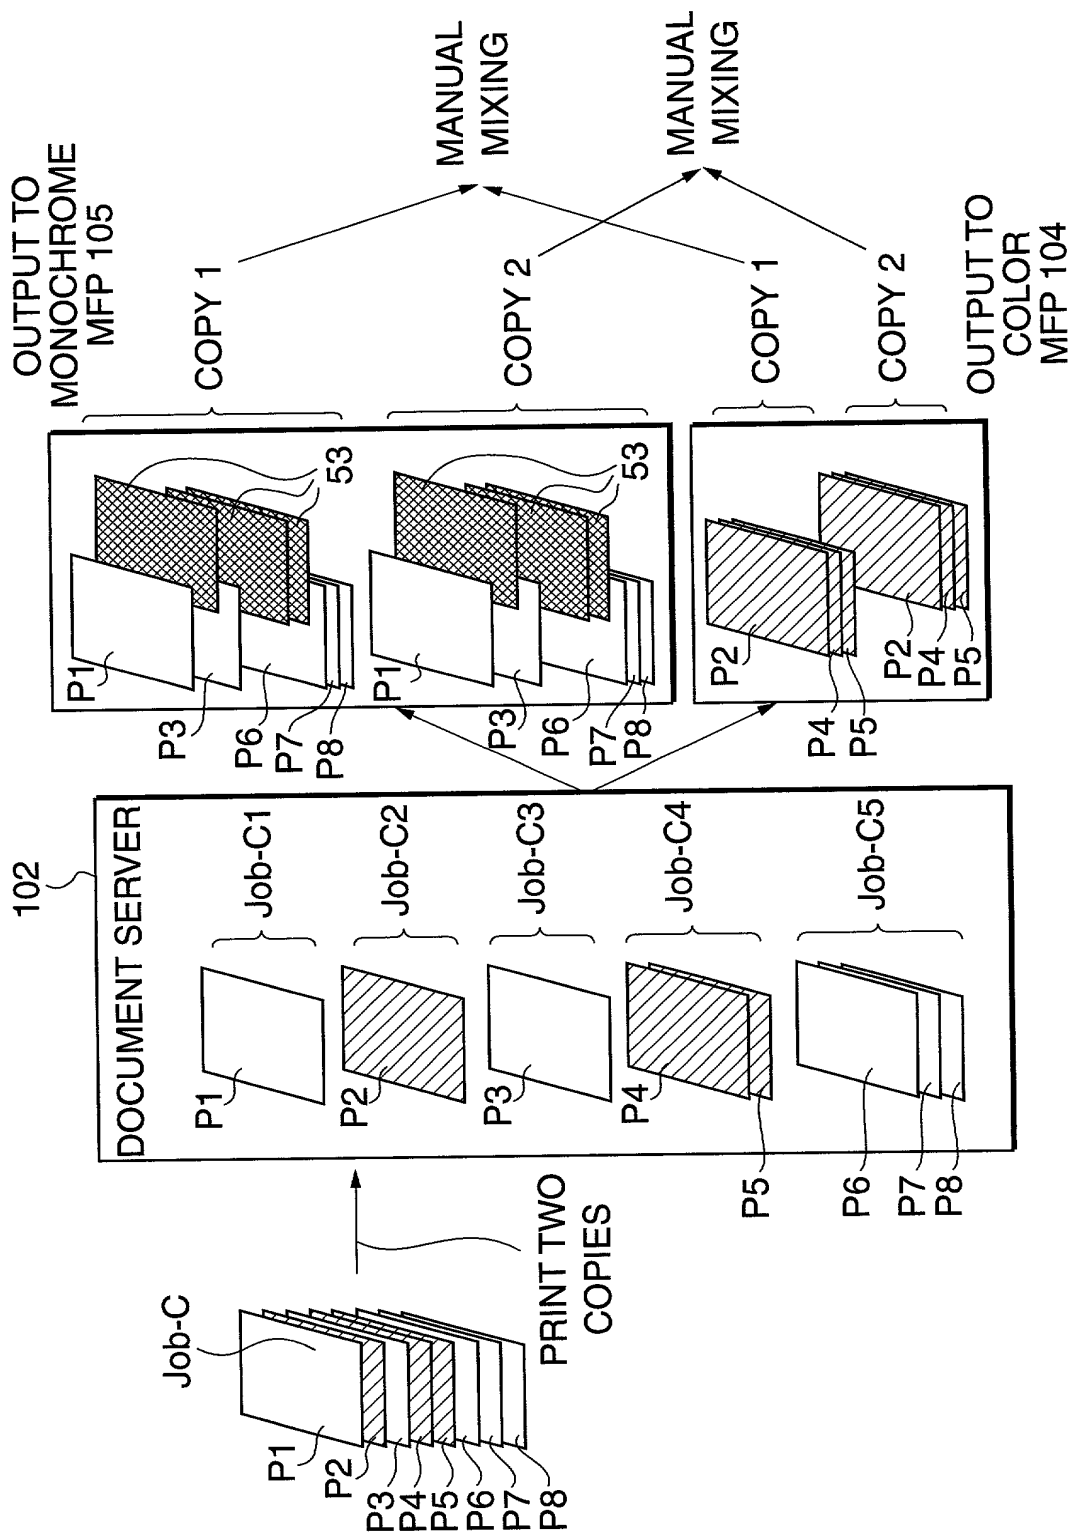 Job-C
P1
P2
P3
P4
P5
P6
P7
P8
PRINT TWO
COPIES
102
DOCUMENT SERVER
P1
Job-C1
P2
Job-C2
P3
Job-C3
P4
P5
Job-C4
P6
P7
P8
Job-C5
OUTPUT TO
MONOCHROME
MFP 105
P1
P3
P6
P7
P8
53
COPY 1
P1
P3
P6
P7
P8
53
COPY 2
P2
P4
P5
COPY 1
P2
P4
P5
COPY 2
OUTPUT TO
COLOR
MFP 104
MANUAL
MIXING
MANUAL
MIXING